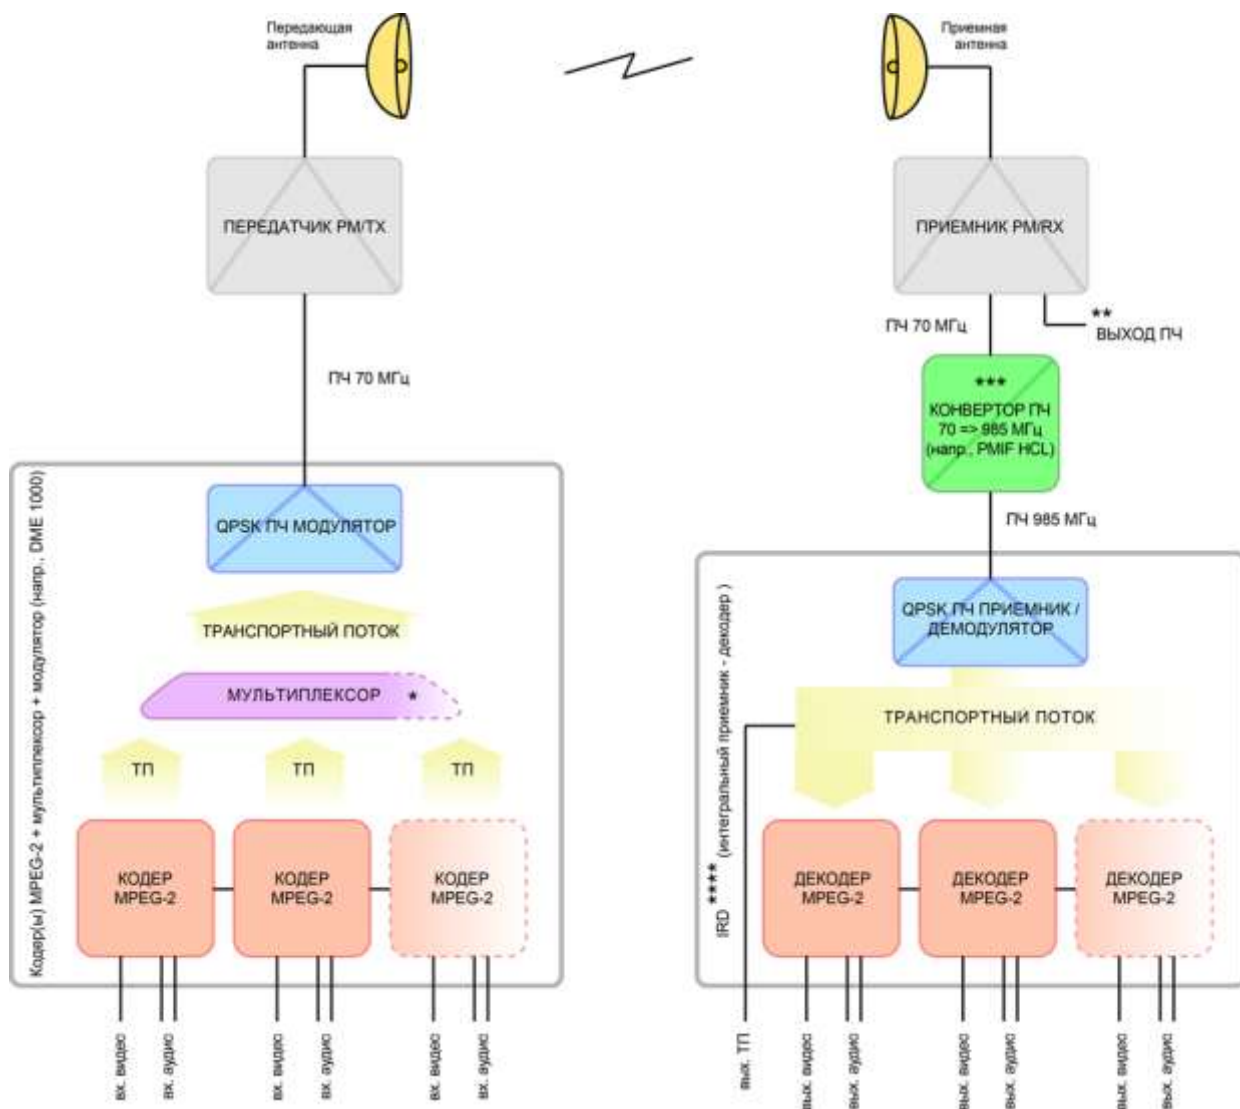 Передающая
антенна
Приемная
антенна
ПЕРЕДАТЧИК PM/TX
ПРИЕМНИК PM/RX
ПЧ 70 МГц
**
ВЫХОД ПЧ
ПЧ 70 МГц
***
КОНВЕРТОР ПЧ
70 => 985 МГц
(напр., PMIF HCL)
ПЧ 985 МГц
Кодер(ы) MPEG-2 + мультиплексор + модулятор (напр., DME 1000)
QPSK ПЧ МОДУЛЯТОР
ТРАНСПОРТНЫЙ ПОТОК
МУЛЬТИПЛЕКСОР *
ТП
ТП
ТП
КОДЕР
MPEG-2
КОДЕР
MPEG-2
КОДЕР
MPEG-2
вх. видео
вх. аудио
вх. видео
вх. аудио
вх. видео
вх. аудио
IRD **** (интегральный приемник - декодер )
QPSK ПЧ ПРИЕМНИК /
ДЕМОДУЛЯТОР
ТРАНСПОРТНЫЙ ПОТОК
ДЕКОДЕР
MPEG-2
ДЕКОДЕР
MPEG-2
ДЕКОДЕР
MPEG-2
вых. ТП
вых. видео
вых. аудио
вых. видео
вых. аудио
вых. видео
вых. аудио